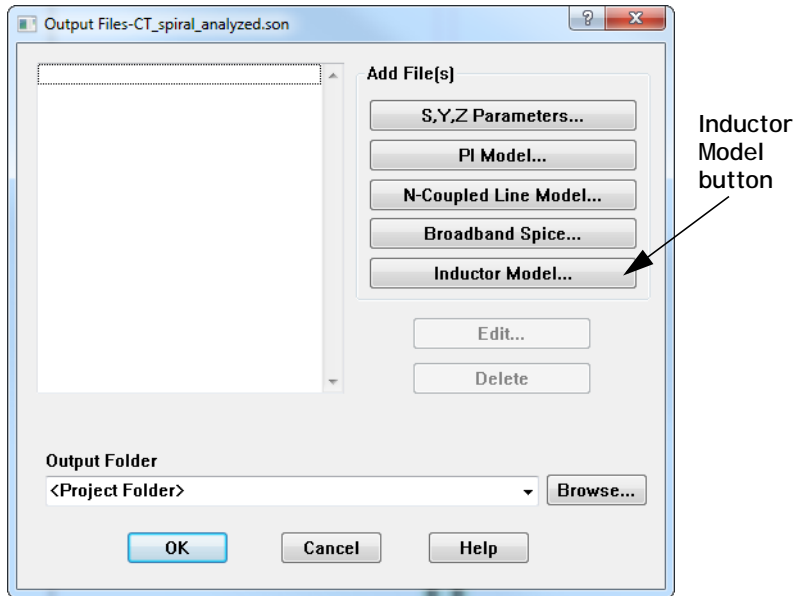 Output Files-CT_spiral_analyzed.son
Add File(s)
S,Y,Z Parameters...
PI Model...
N-Coupled Line Model...
Broadband Spice...
Inductor Model...
Edit...
Delete
Inductor
Model
button
Output Folder
<Project Folder>
Browse...
OK
Cancel
Help